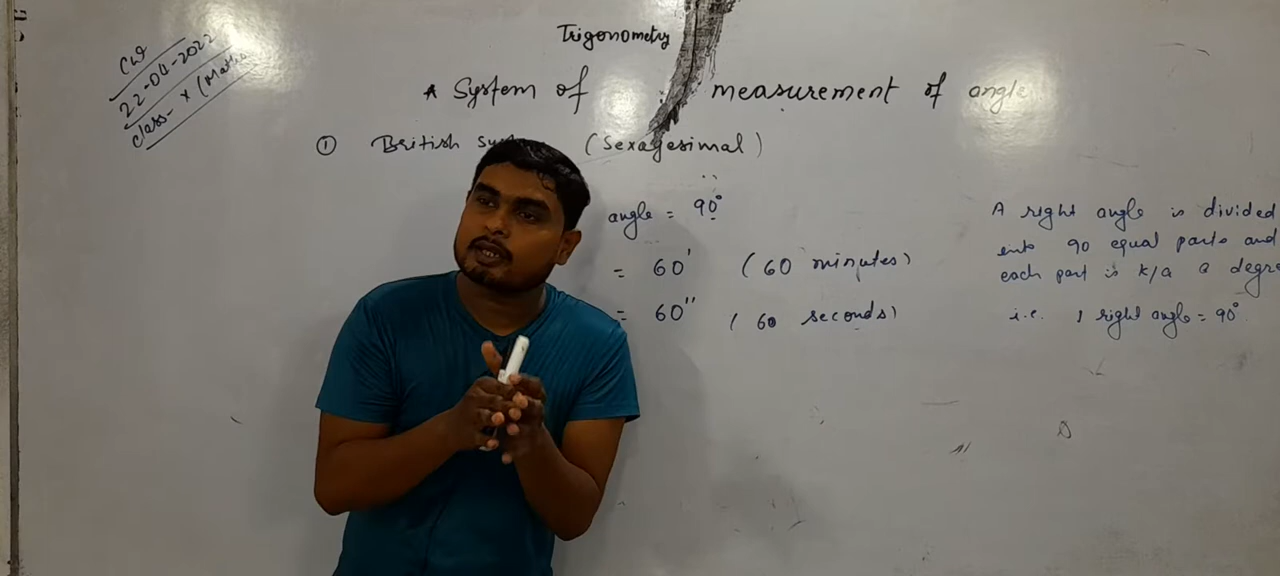 Trigonometry
CW
22-04-2022
class- X (Maths
* System of measurement of angle
① British (Sexagesimal)
angle = 90°
= 60' (60 minutes)
= 60" (60 seconds)
A right angle is divided
into 90 equal parts and
each part is k/a a degre
i.e. 1 right angle = 90°